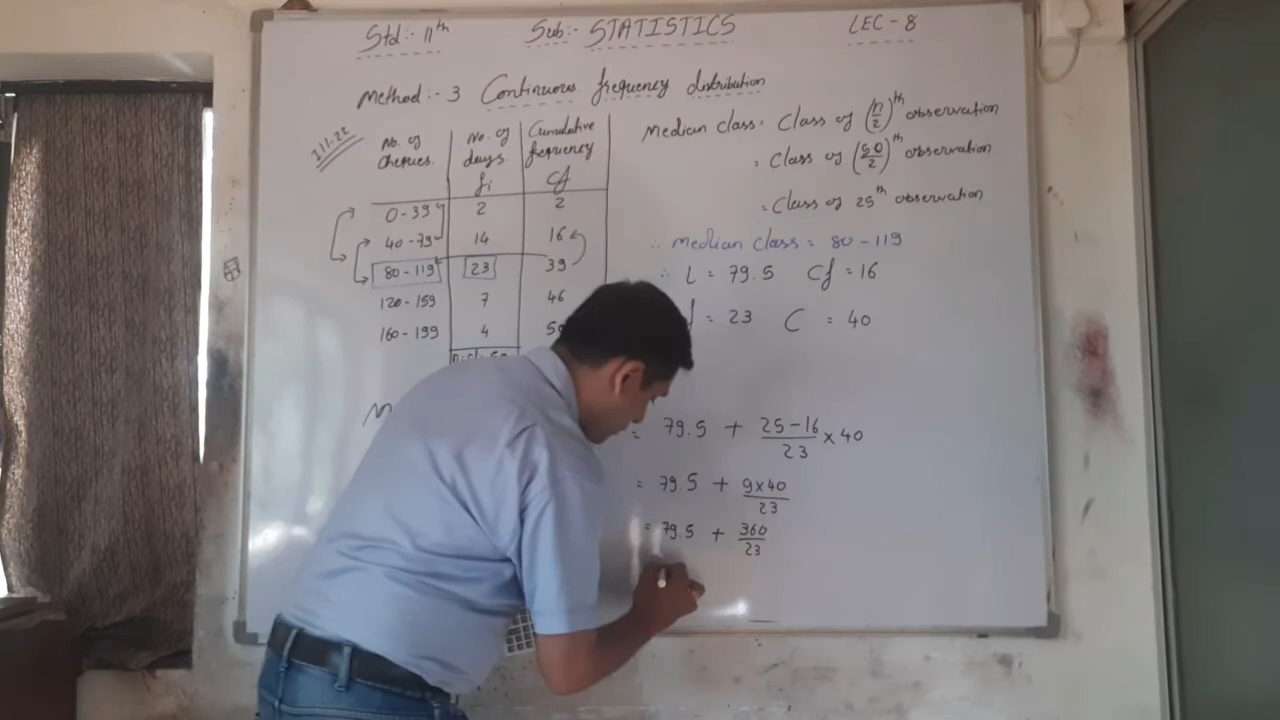 Std:- 11th Sub:- STATISTICS LEC - 8
Method:- 3 Continuous frequency distribution
Ill.22
No. of cheques. No. of days fi Cumulative frequency cf
0-39 2 2
40-79 14 16
80-119 23 39
120-159 7 46
160-199 4
Median class = Class of (n/2)th observation
= Class of (50/2)th observation
= Class of 25th observation
∴ Median class = 80-119
∴ L = 79.5 Cf = 16
= 23 C = 40
M
= 79.5 + 25-16/23 × 40
= 79.5 + 9×40/23
= 79.5 + 360/23